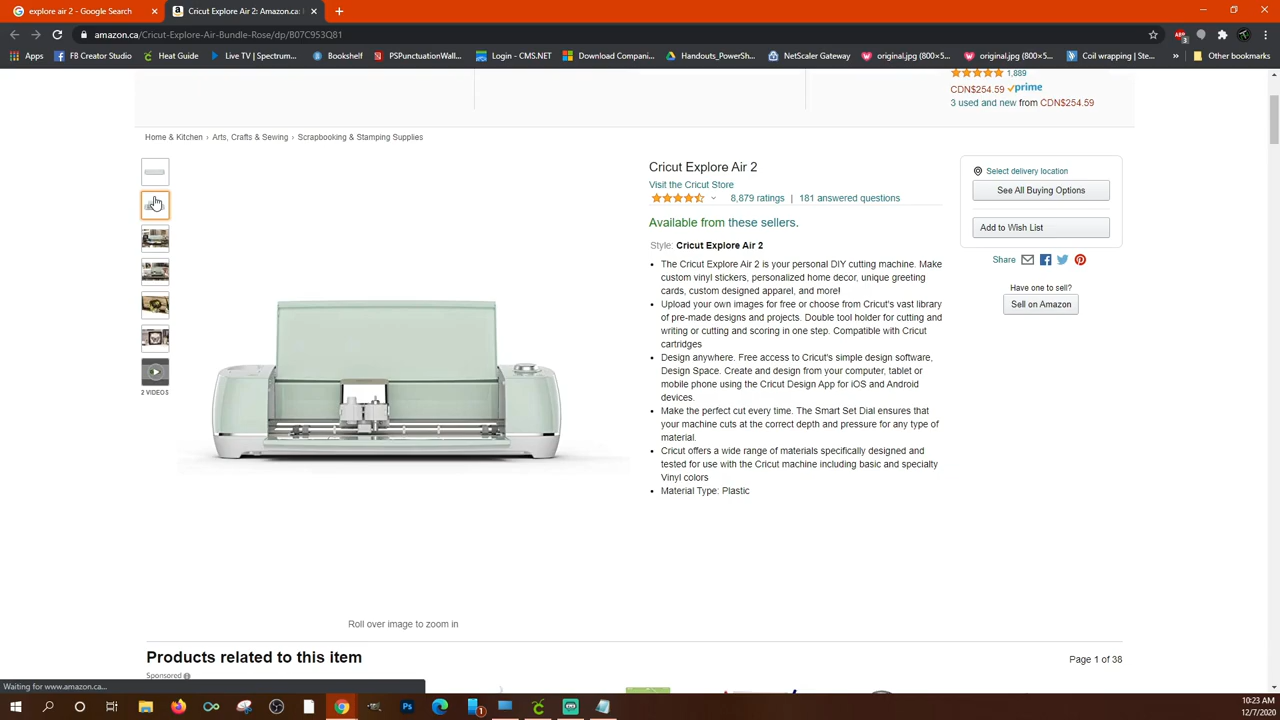 explore air 2 - Google Search
Cricut Explore Air 2: Amazon.ca:
amazon.ca/Cricut-Explore-Air-Bundle-Rose/dp/B07C953Q81
Apps
FB Creator Studio
Heat Guide
Live TV | Spectrum...
Bookshelf
PSPunctuationWall...
Login - CMS.NET
Download Compani...
Handouts_PowerSh...
NetScaler Gateway
original.jpg (800×5...
original.jpg (800×5...
Coil wrapping | Ste...
Other bookmarks
1,889
CDN$254.59 prime
3 used and new from CDN$254.59
Home & Kitchen › Arts, Crafts & Sewing › Scrapbooking & Stamping Supplies
2 VIDEOS
Roll over image to zoom in
Cricut Explore Air 2
Visit the Cricut Store
8,879 ratings | 181 answered questions
Available from these sellers.
Style: Cricut Explore Air 2
The Cricut Explore Air 2 is your personal DIY cutting machine. Make
custom vinyl stickers, personalized home decor, unique greeting
cards, custom designed apparel, and more!
Upload your own images for free or choose from Cricut's vast library
of pre-made designs and projects. Double tool holder for cutting and
writing or cutting and scoring in one step. Compatible with Cricut
cartridges
Design anywhere. Free access to Cricut's simple design software,
Design Space. Create and design from your computer, tablet or
mobile phone using the Cricut Design App for iOS and Android
devices.
Make the perfect cut every time. The Smart Set Dial ensures that
your machine cuts at the correct depth and pressure for any type of
material.
Cricut offers a wide range of materials specifically designed and
tested for use with the Cricut machine including basic and specialty
Vinyl colors
Material Type: Plastic
Select delivery location
See All Buying Options
Add to Wish List
Share
Have one to sell?
Sell on Amazon
Products related to this item
Page 1 of 38
Sponsored
Waiting for www.amazon.ca...
10:23 AM
12/7/2020